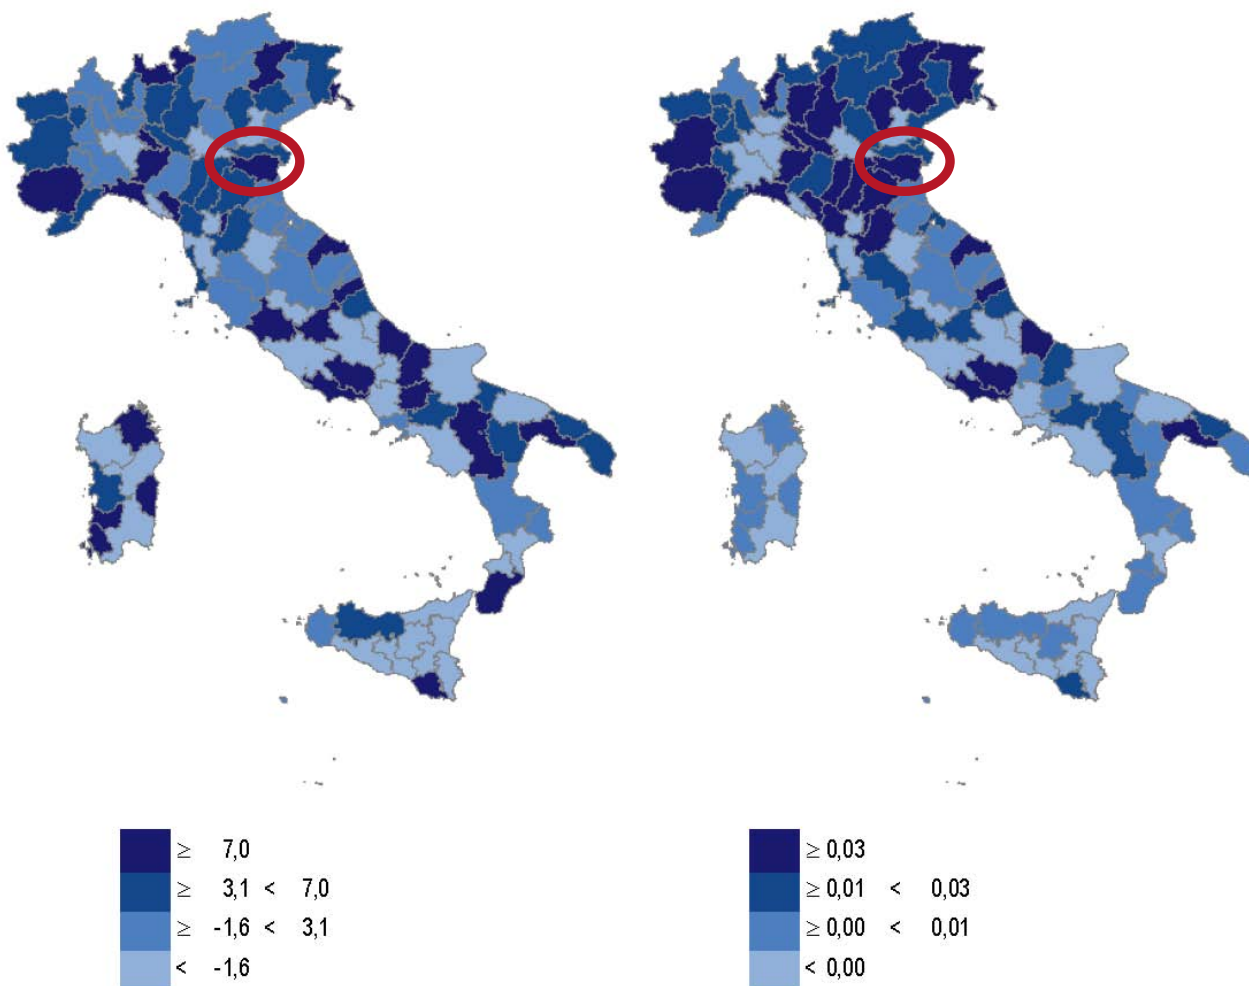 ≥ 7,0
≥ 3,1 < 7,0
≥ -1,6 < 3,1
< -1,6
≥ 0,03
≥ 0,01 < 0,03
≥ 0,00 < 0,01
< 0,00